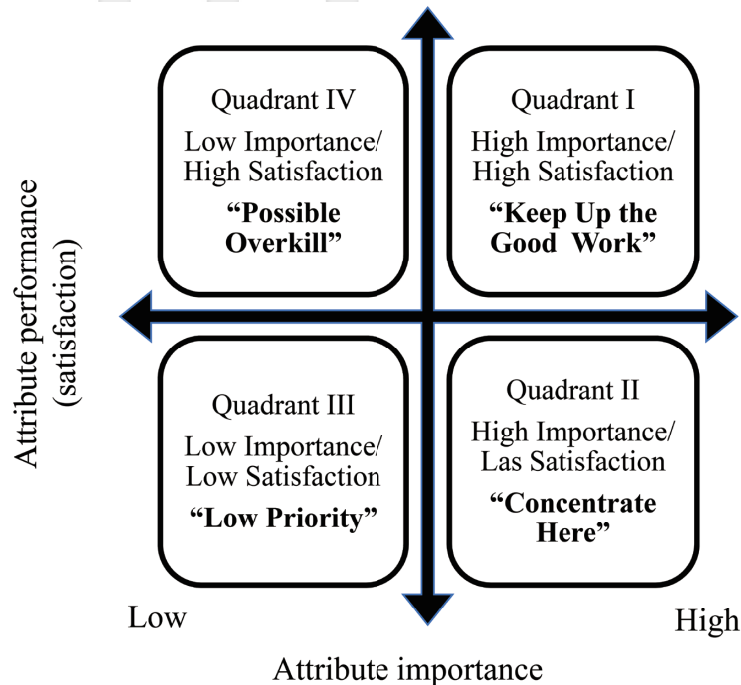 Attribute performance
(satisfaction)
Quadrant IV
Low Importance/
High Satisfaction
“Possible
Overkill”
Quadrant I
High Importance/
High Satisfaction
“Keep Up the
Good Work”
Quadrant III
Low Importance/
Low Satisfaction
“Low Priority”
Quadrant II
High Importance/
Las Satisfaction
“Concentrate
Here”
Low
High
Attribute importance